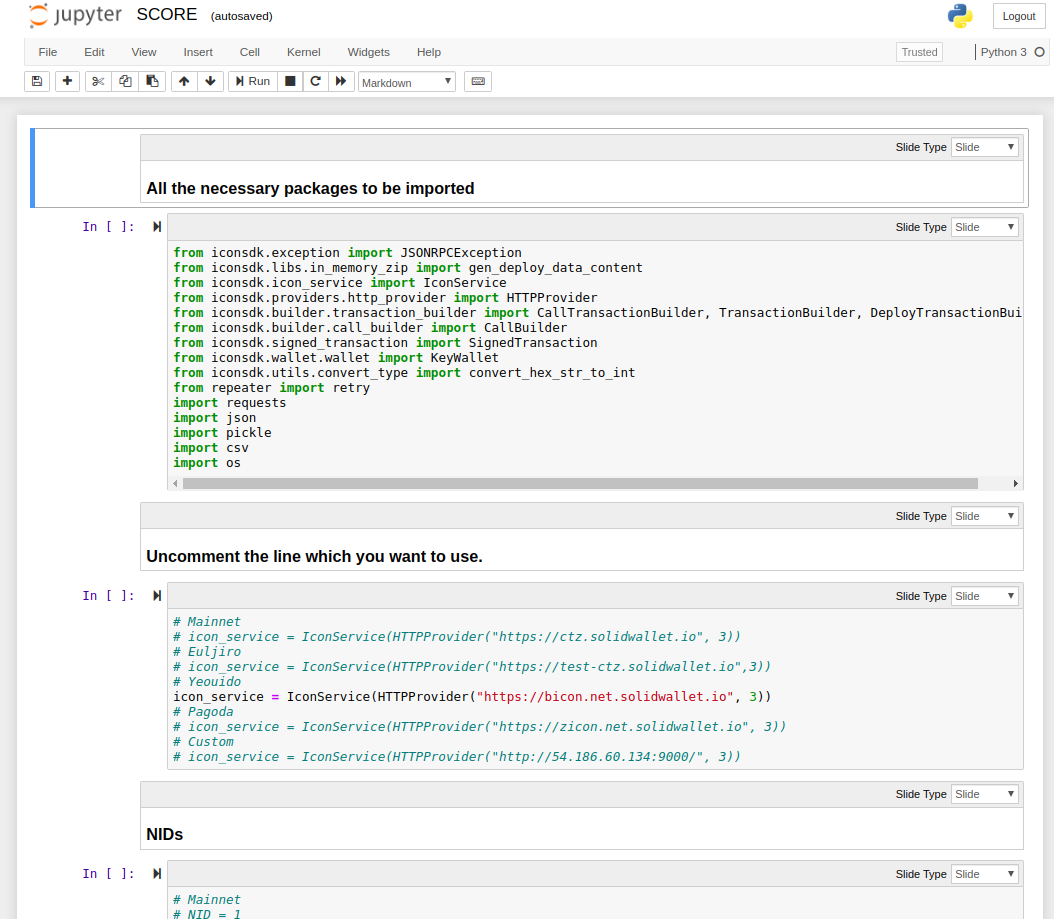 jupyter SCORE (autosaved) Logout
File Edit View Insert Cell Kernel Widgets Help Trusted Python 3
Run Markdown
Slide Type Slide
All the necessary packages to be imported
In [ ]: Slide Type Slide
from iconsdk.exception import JSONRPCException
from iconsdk.libs.in_memory_zip import gen_deploy_data_content
from iconsdk.icon_service import IconService
from iconsdk.providers.http_provider import HTTPProvider
from iconsdk.builder.transaction_builder import CallTransactionBuilder, TransactionBuilder, DeployTransactionBui
from iconsdk.builder.call_builder import CallBuilder
from iconsdk.signed_transaction import SignedTransaction
from iconsdk.wallet.wallet import KeyWallet
from iconsdk.utils.convert_type import convert_hex_str_to_int
from repeater import retry
import requests
import json
import pickle
import csv
import os
Slide Type Slide
Uncomment the line which you want to use.
In [ ]: Slide Type Slide
# Mainnet
# icon_service = IconService(HTTPProvider("https://ctz.solidwallet.io", 3))
# Euljiro
# icon_service = IconService(HTTPProvider("https://test-ctz.solidwallet.io",3))
# Yeouido
icon_service = IconService(HTTPProvider("https://bicon.net.solidwallet.io", 3))
# Pagoda
# icon_service = IconService(HTTPProvider("https://zicon.net.solidwallet.io", 3))
# Custom
# icon_service = IconService(HTTPProvider("http://54.186.60.134:9000/", 3))
Slide Type Slide
NIDs
In [ ]: Slide Type Slide
# Mainnet
# NID = 1